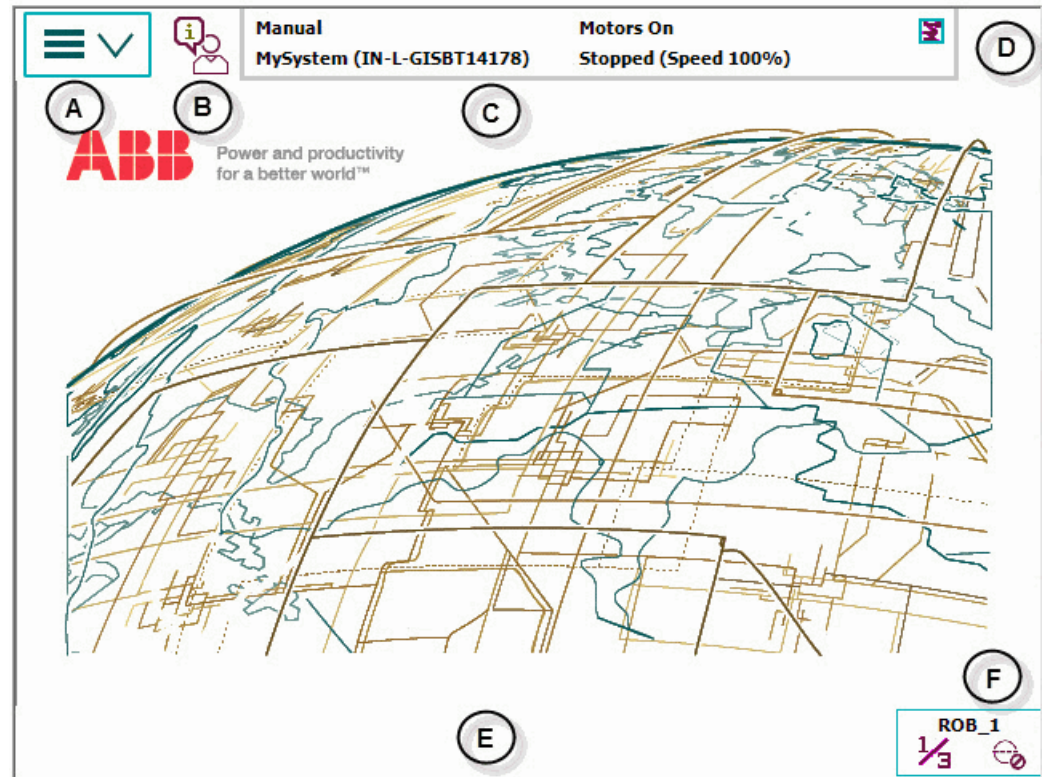 Manual
Motors On
MySystem (IN-L-GISBT14178)
Stopped (Speed 100%)
A
B
C
D
ABB
Power and productivity
for a better world™
E
F
ROB_1
1/3